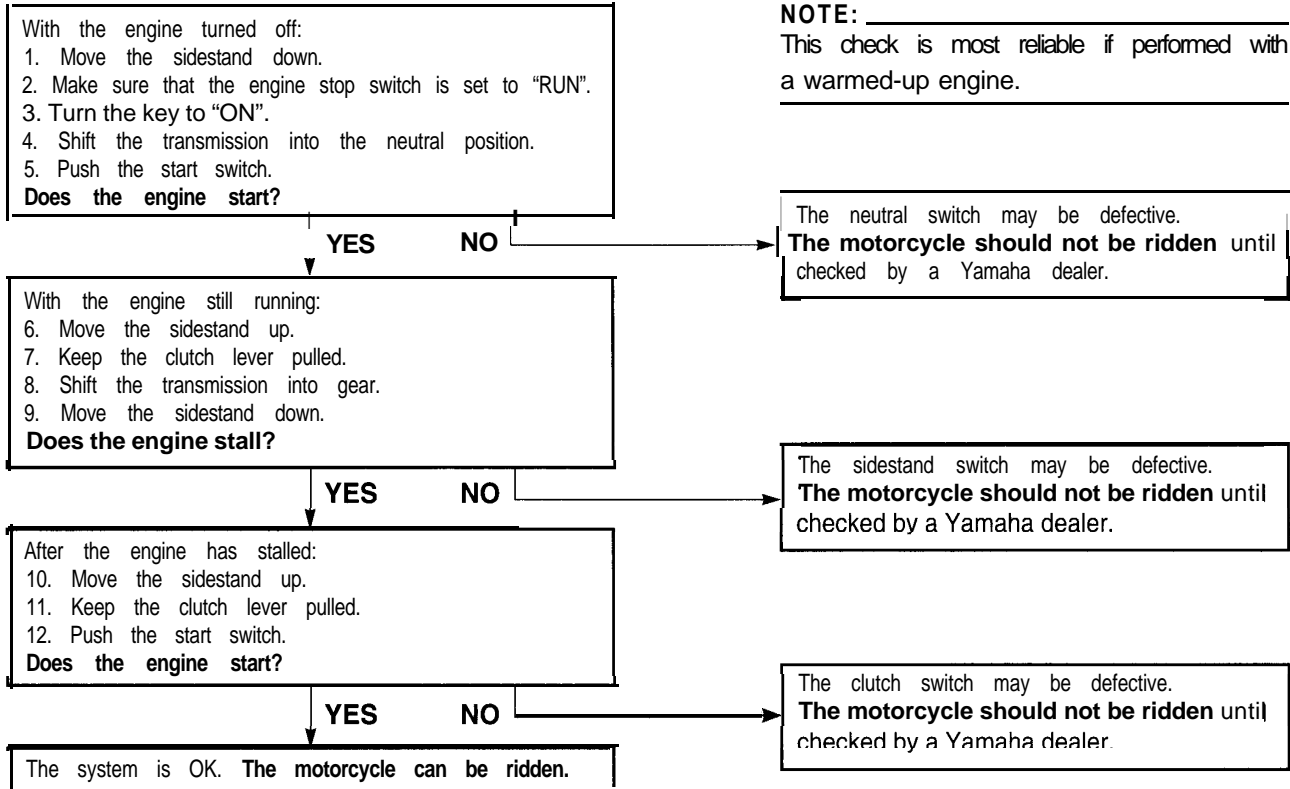 With the engine turned off:
1. Move the sidestand down.
2. Make sure that the engine stop switch is set to “RUN”.
3. Turn the key to “ON”.
4. Shift the transmission into the neutral position.
5. Push the start switch.
Does the engine start?
NOTE:
This check is most reliable if performed with
a warmed-up engine.
YES NO
The neutral switch may be defective.
The motorcycle should not be ridden until
checked by a Yamaha dealer.
With the engine still running:
6. Move the sidestand up.
7. Keep the clutch lever pulled.
8. Shift the transmission into gear.
9. Move the sidestand down.
Does the engine stall?
YES NO
The sidestand switch may be defective.
The motorcycle should not be ridden until
checked by a Yamaha dealer.
After the engine has stalled:
10. Move the sidestand up.
11. Keep the clutch lever pulled.
12. Push the start switch.
Does the engine start?
YES NO
The clutch switch may be defective.
The motorcycle should not be ridden until
checked by a Yamaha dealer.
The system is OK. The motorcycle can be ridden.